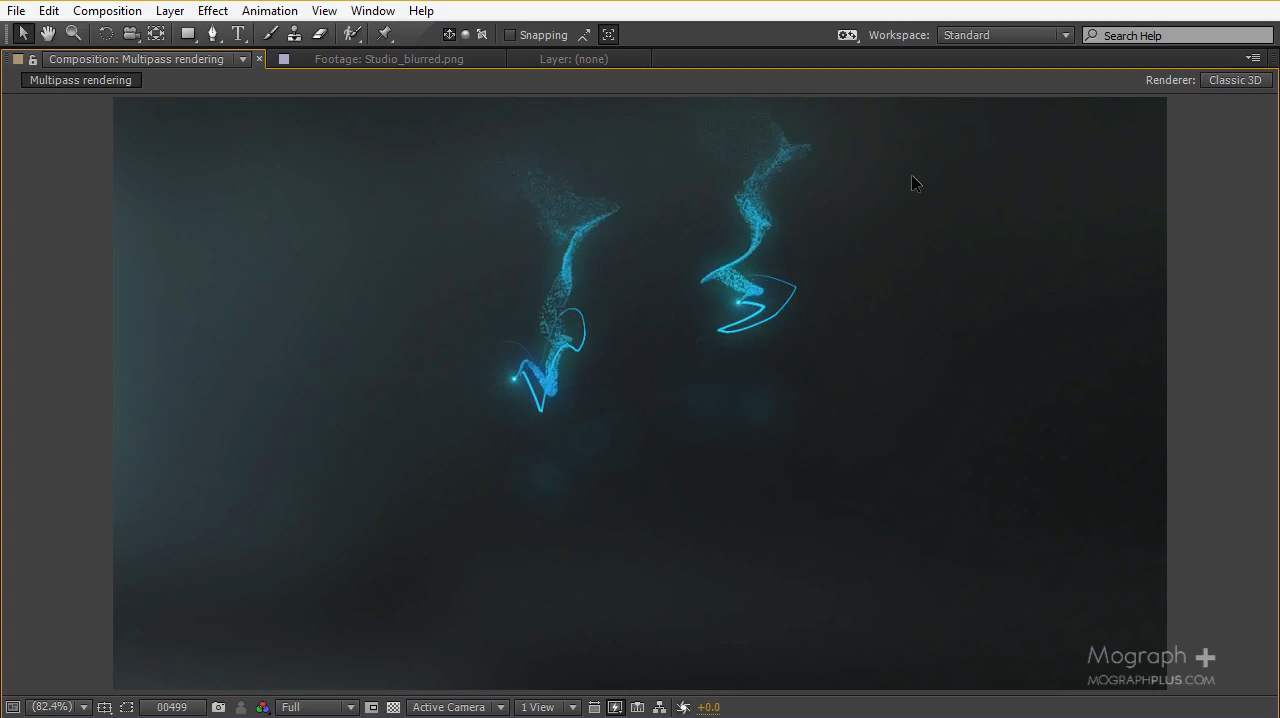 File Edit Composition Layer Effect Animation View Window Help
Snapping Workspace: Standard Search Help
Composition: Multipass rendering Footage: Studio_blurred.png Layer: (none)
Multipass rendering Renderer: Classic 3D
Mograph +
MOGRAPHPLUS.COM
(82.4%) 00499 Full Active Camera 1 View +0.0